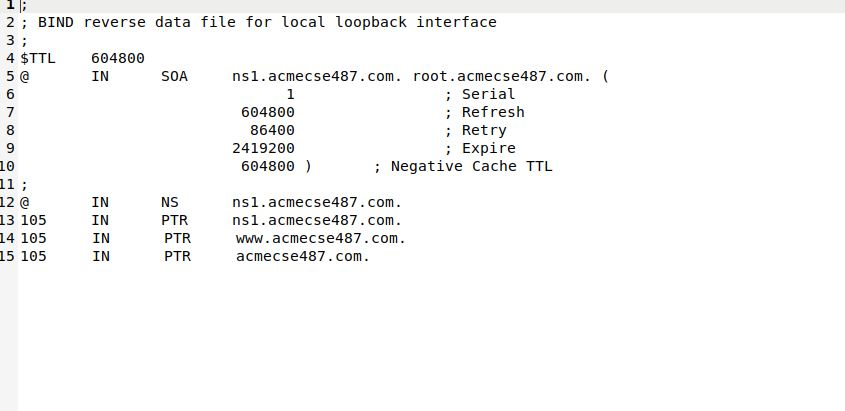 1 ;
2 ; BIND reverse data file for local loopback interface
3 ;
4 $TTL 604800
5 @ IN SOA ns1.acmecse487.com. root.acmecse487.com. (
6 1 ; Serial
7 604800 ; Refresh
8 86400 ; Retry
9 2419200 ; Expire
10 604800 ) ; Negative Cache TTL
11 ;
12 @ IN NS ns1.acmecse487.com.
13 105 IN PTR ns1.acmecse487.com.
14 105 IN PTR www.acmecse487.com.
15 105 IN PTR acmecse487.com.